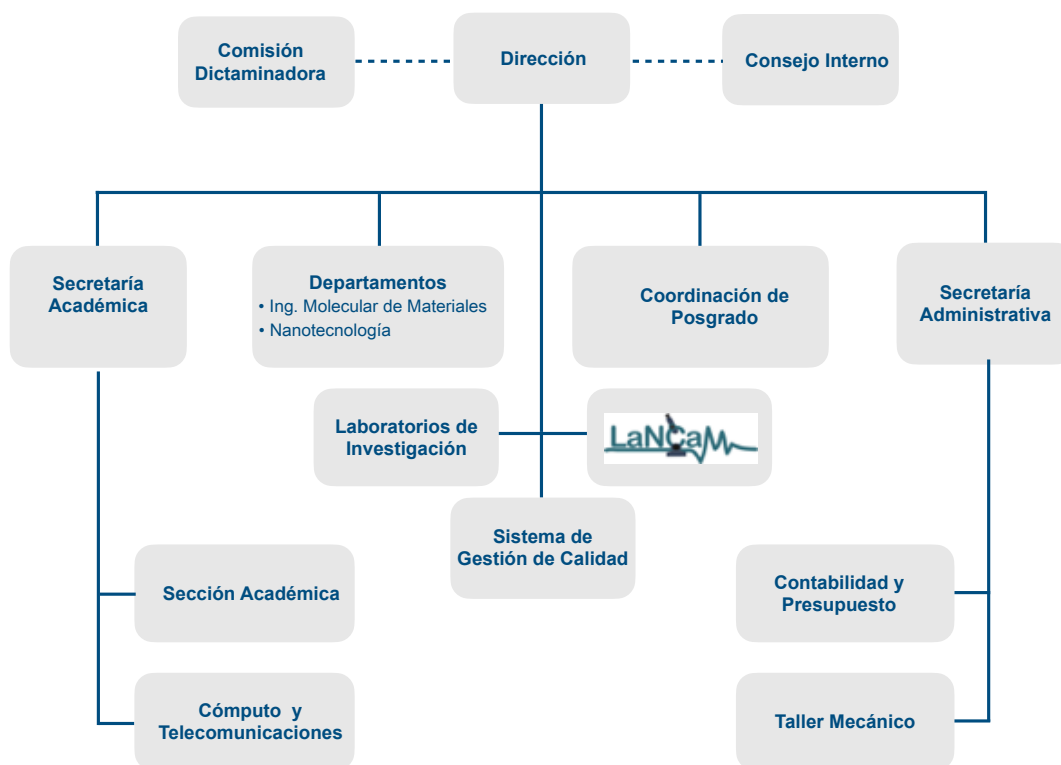 Comisión
Dictaminadora
Dirección
Consejo Interno
Secretaría
Académica
Departamentos
• Ing. Molecular de Materiales
• Nanotecnología
Coordinación de
Posgrado
Secretaría
Administrativa
Laboratorios de
Investigación
LaNCaM
Sistema de
Gestión de Calidad
Sección Académica
Contabilidad y
Presupuesto
Cómputo y
Telecomunicaciones
Taller Mecánico